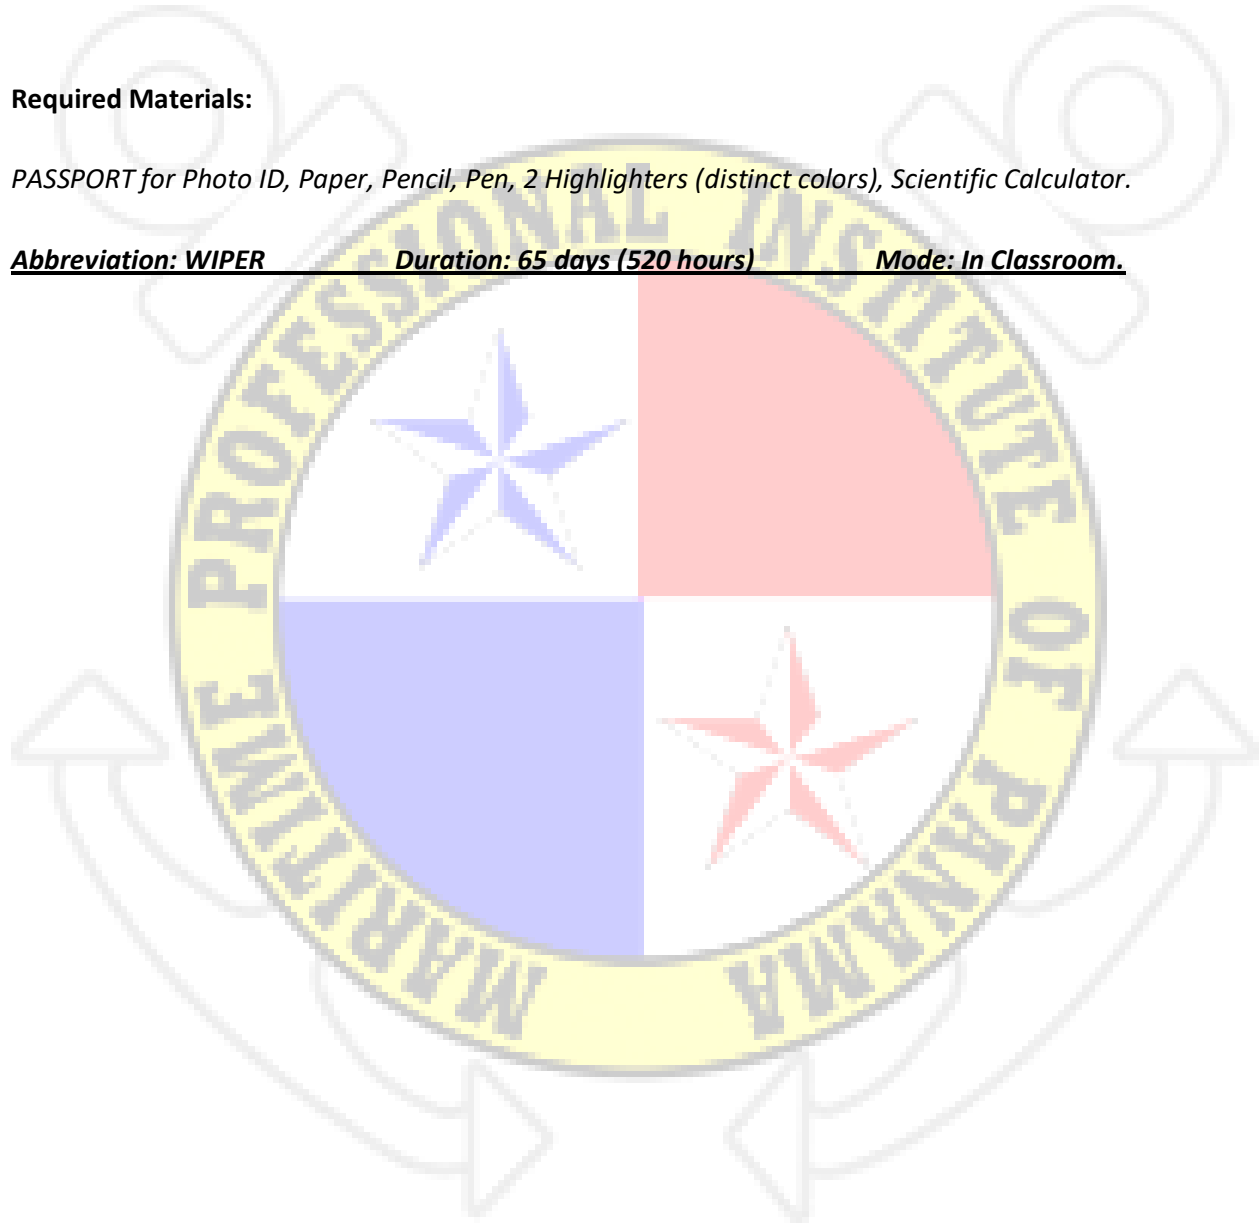 Required Materials:
PASSPORT for Photo ID, Paper, Pencil, Pen, 2 Highlighters (distinct colors), Scientific Calculator.
Abbreviation: WIPER Duration: 65 days (520 hours) Mode: In Classroom.
MARITIME PROFESSIONAL INSTITUTE OF PANAMA